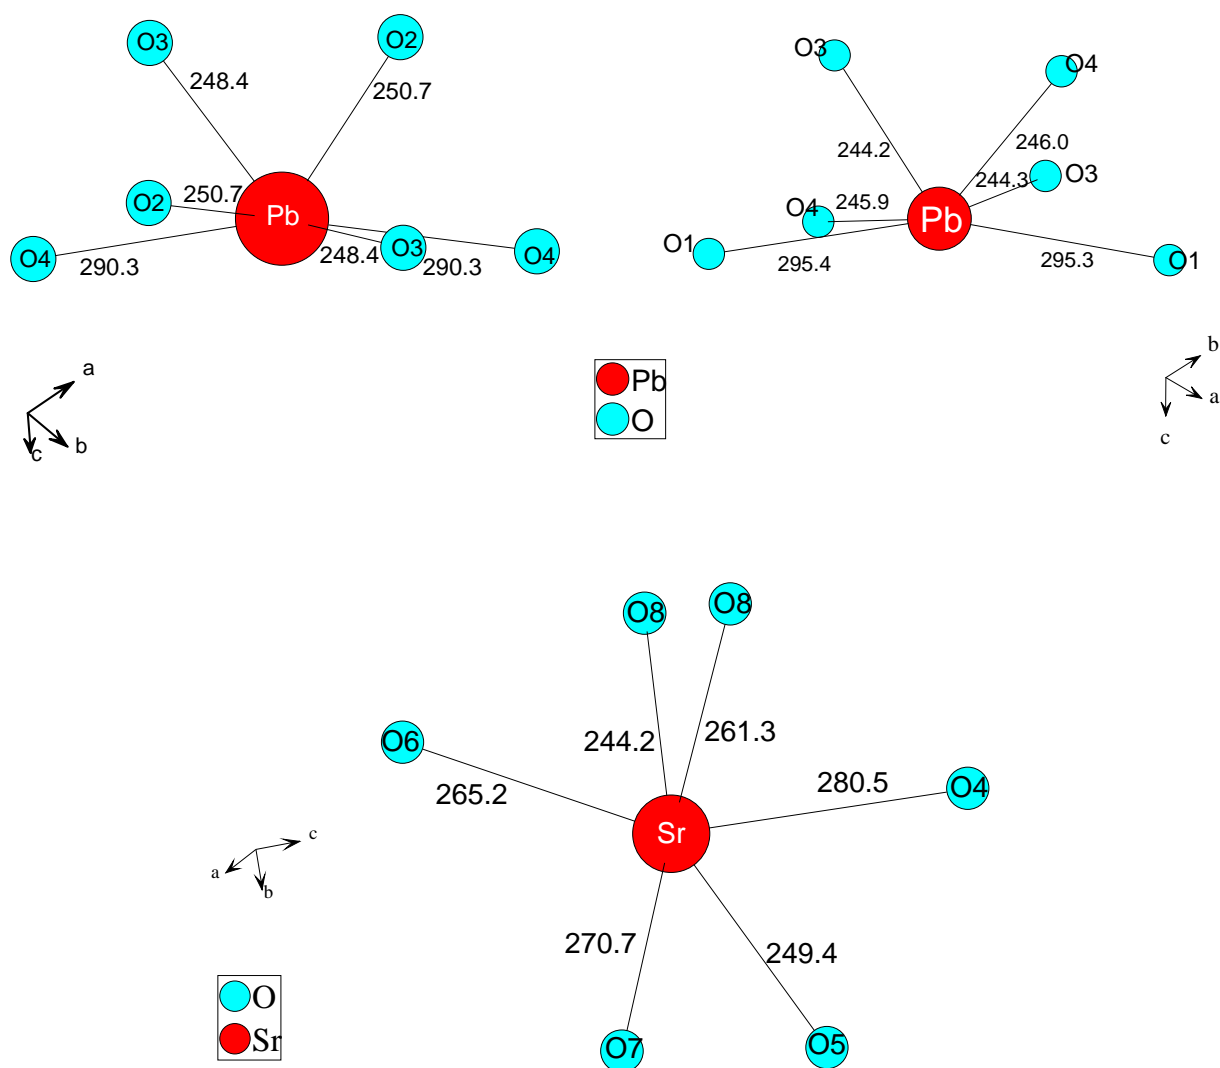 O3
O2
248.4
250.7
O2
250.7
Pb
O4
290.3
248.4
O3
290.3
O4
a
b
c
O3
O4
244.2
246.0
244.3
O3
O4
245.9
Pb
O1
295.4
295.3
O1
Pb
O
b
a
c
O8
O8
O6
244.2
261.3
265.2
280.5
O4
Sr
270.7
249.4
O7
O5
c
a
b
O
Sr